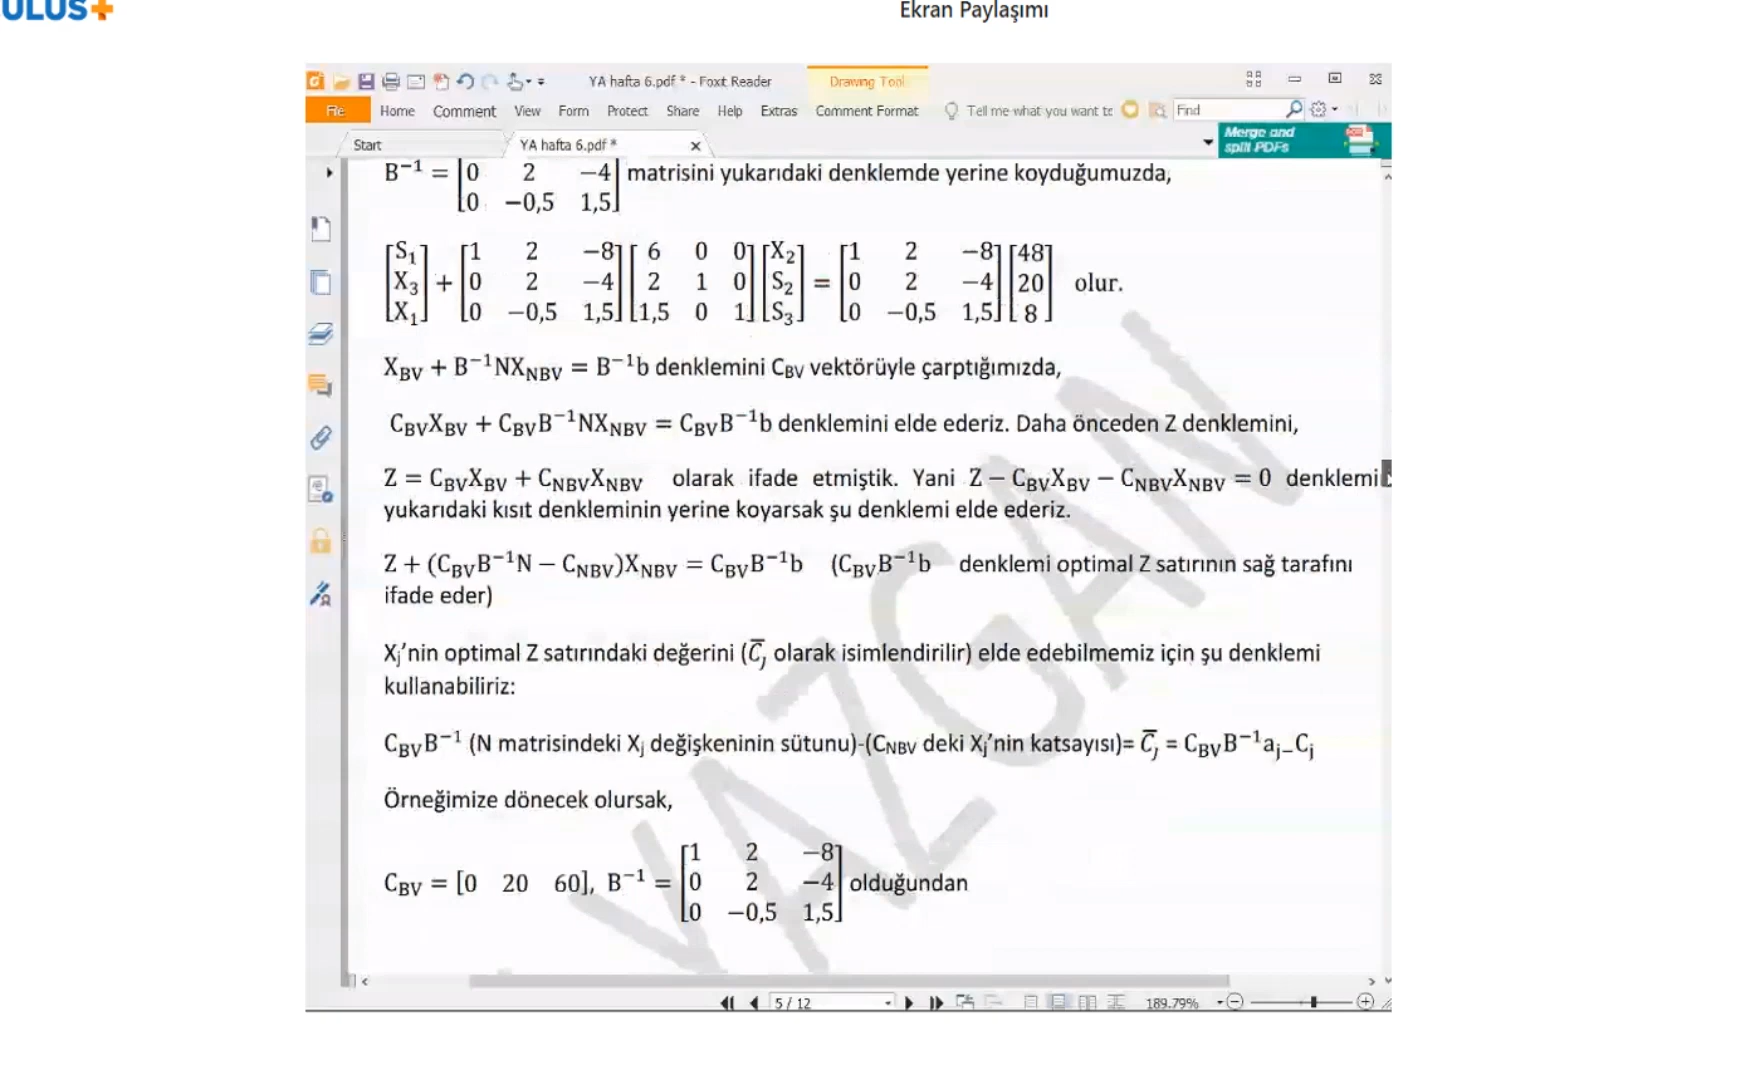 ULUS+
Ekran Paylaşımı
YA hafta 6.pdf * - Foxit Reader
Drawing Tool
File Home Comment View Form Protect Share Help Extras Comment Format Tell me what you want to Find
Start YA hafta 6.pdf * x
Merge and
split PDFs
B⁻¹ = [0 2 −4; 0 −0,5 1,5] matrisini yukarıdaki denklemde yerine koyduğumuzda,
[S₁; X₃; X₁] + [1 2 −8; 0 2 −4; 0 −0,5 1,5] [6 0 0; 2 1 0; 1,5 0 1] [X₂; S₂; S₃] = [1 2 −8; 0 2 −4; 0 −0,5 1,5] [48; 20; 8] olur.
X_BV + B⁻¹NX_NBV = B⁻¹b denklemini C_BV vektörüyle çarptığımızda,
C_BVX_BV + C_BVB⁻¹NX_NBV = C_BVB⁻¹b denklemini elde ederiz. Daha önceden Z denklemini,
Z = C_BVX_BV + C_NBVX_NBV olarak ifade etmiştik. Yani Z − C_BVX_BV − C_NBVX_NBV = 0 denklemi
yukarıdaki kısıt denkleminin yerine koyarsak şu denklemi elde ederiz.
Z + (C_BVB⁻¹N − C_NBV)X_NBV = C_BVB⁻¹b (C_BVB⁻¹b denklemi optimal Z satırının sağ tarafını
ifade eder)
Xⱼ'nin optimal Z satırındaki değerini (C̅ⱼ olarak isimlendirilir) elde edebilmemiz için şu denklemi
kullanabiliriz:
C_BVB⁻¹ (N matrisindeki Xⱼ değişkeninin sütunu)-(C_NBV deki Xⱼ'nin katsayısı)= C̅ⱼ = C_BVB⁻¹aⱼ₋Cⱼ
Örneğimize dönecek olursak,
C_BV = [0 20 60], B⁻¹ = [1 2 −8; 0 2 −4; 0 −0,5 1,5] olduğundan
YAZGAN
5 / 12
189.79%